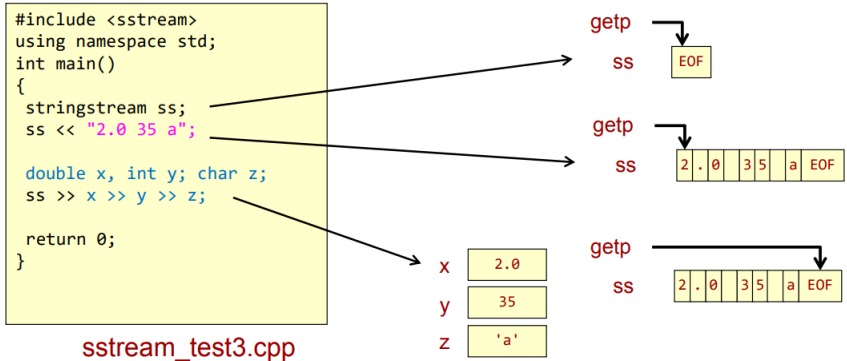 #include <sstream>
using namespace std;
int main()
{
stringstream ss;
ss << "2.0 35 a";
double x, int y; char z;
ss >> x >> y >> z;
return 0;
}
sstream_test3.cpp
getp
ss EOF
getp
ss 2 . 0 3 5 a EOF
getp
ss 2 . 0 3 5 a EOF
x 2.0
y 35
z 'a'